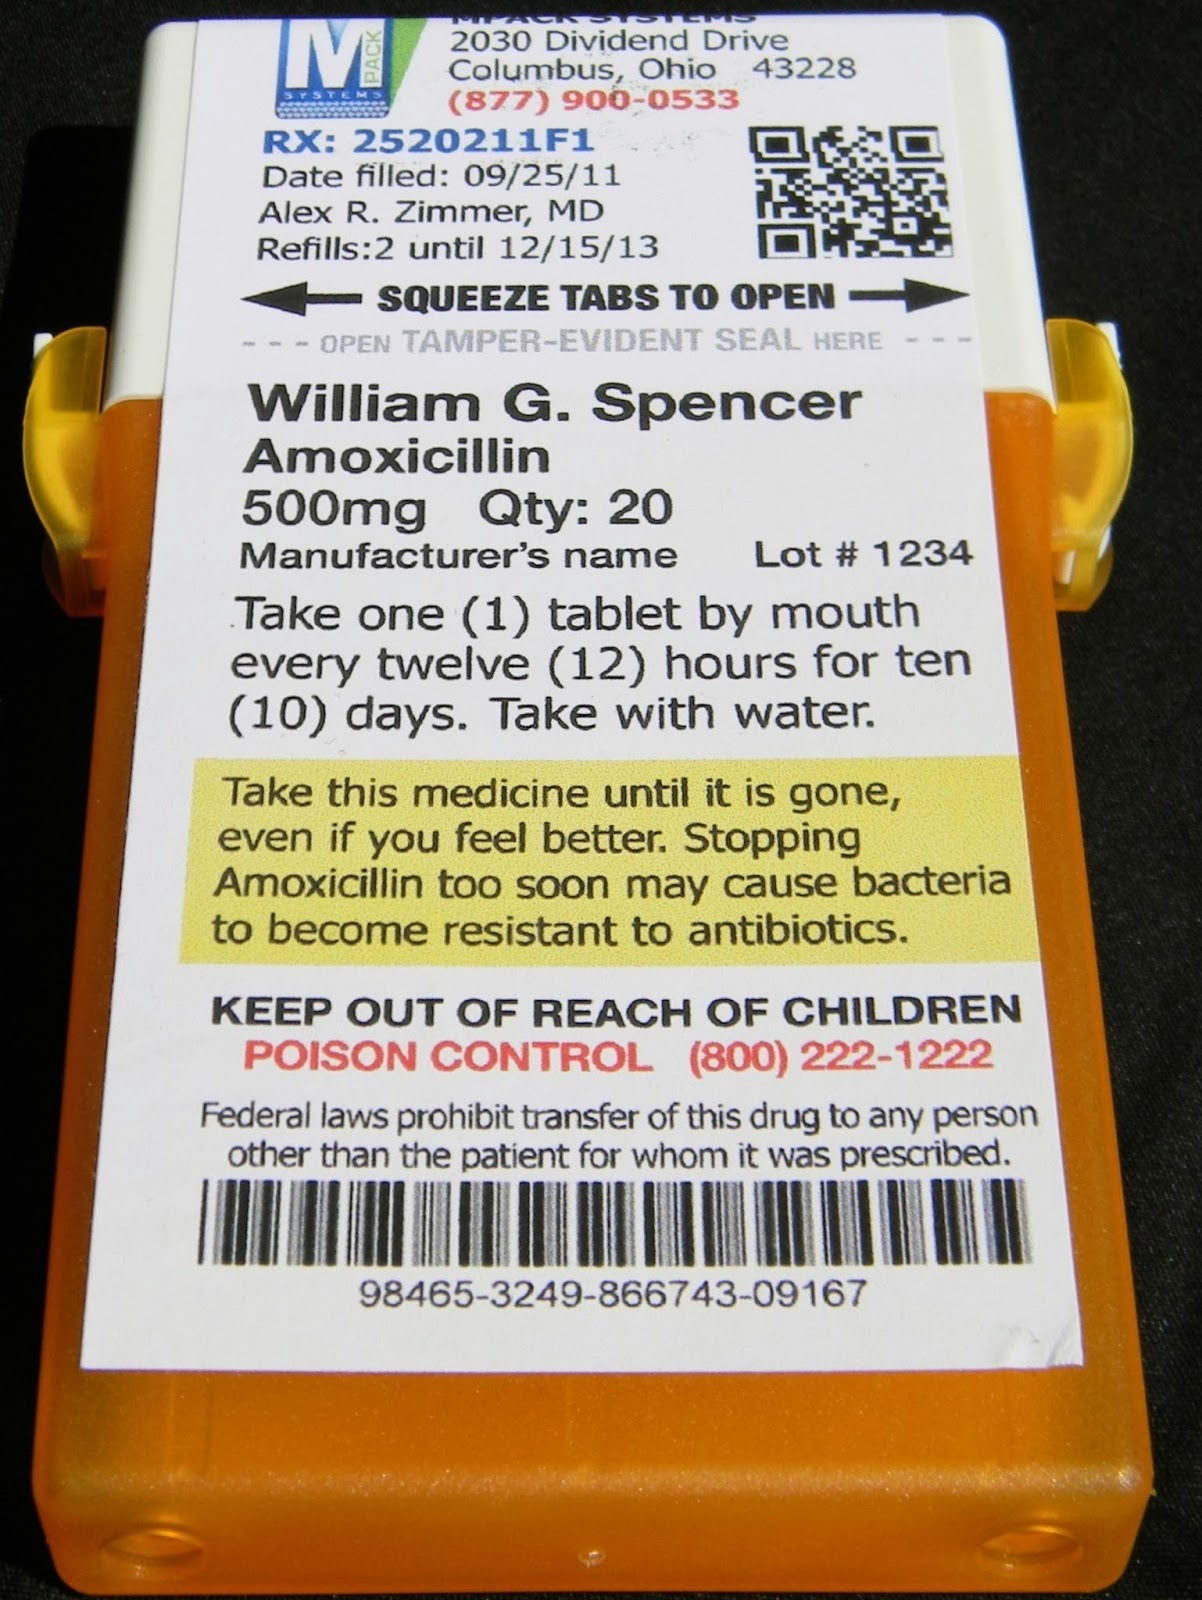 M PACK
SYSTEMS
MPACK SYSTEMS
2030 Dividend Drive
Columbus, Ohio 43228
(877) 900-0533
RX: 2520211F1
Date filled: 09/25/11
Alex R. Zimmer, MD
Refills:2 until 12/15/13
SQUEEZE TABS TO OPEN
- - - OPEN TAMPER-EVIDENT SEAL HERE - - -
William G. Spencer
Amoxicillin
500mg Qty: 20
Manufacturer's name Lot # 1234
Take one (1) tablet by mouth
every twelve (12) hours for ten
(10) days. Take with water.
Take this medicine until it is gone,
even if you feel better. Stopping
Amoxicillin too soon may cause bacteria
to become resistant to antibiotics.
KEEP OUT OF REACH OF CHILDREN
POISON CONTROL (800) 222-1222
Federal laws prohibit transfer of this drug to any person
other than the patient for whom it was prescribed.
98465-3249-866743-09167